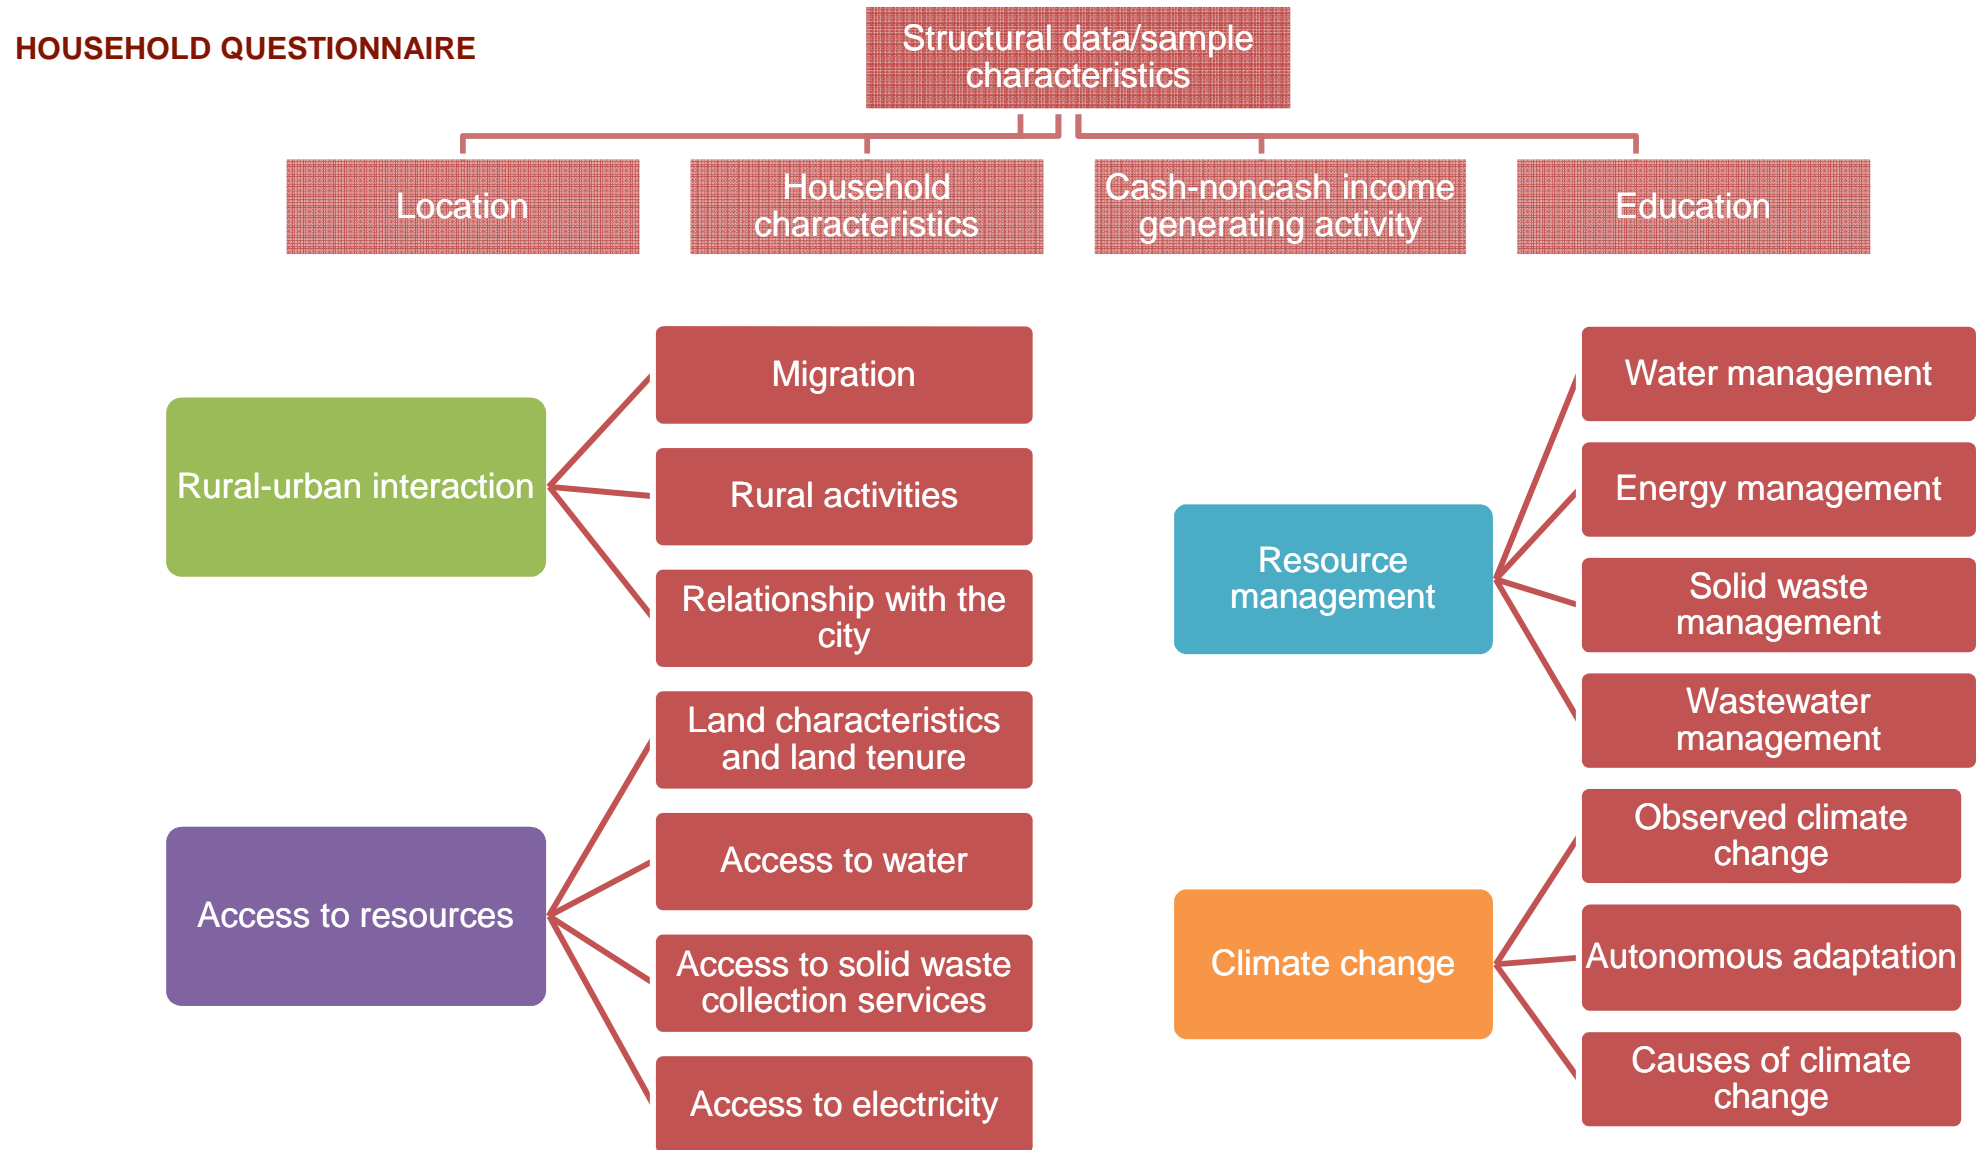 HOUSEHOLD QUESTIONNAIRE
Structural data/sample
characteristics
Location
Household
characteristics
Cash-noncash income
generating activity
Education
Rural-urban interaction
Migration
Rural activities
Relationship with the
city
Access to resources
Land characteristics
and land tenure
Access to water
Access to solid waste
collection services
Access to electricity
Resource
management
Water management
Energy management
Solid waste
management
Wastewater
management
Climate change
Observed climate
change
Autonomous adaptation
Causes of climate
change